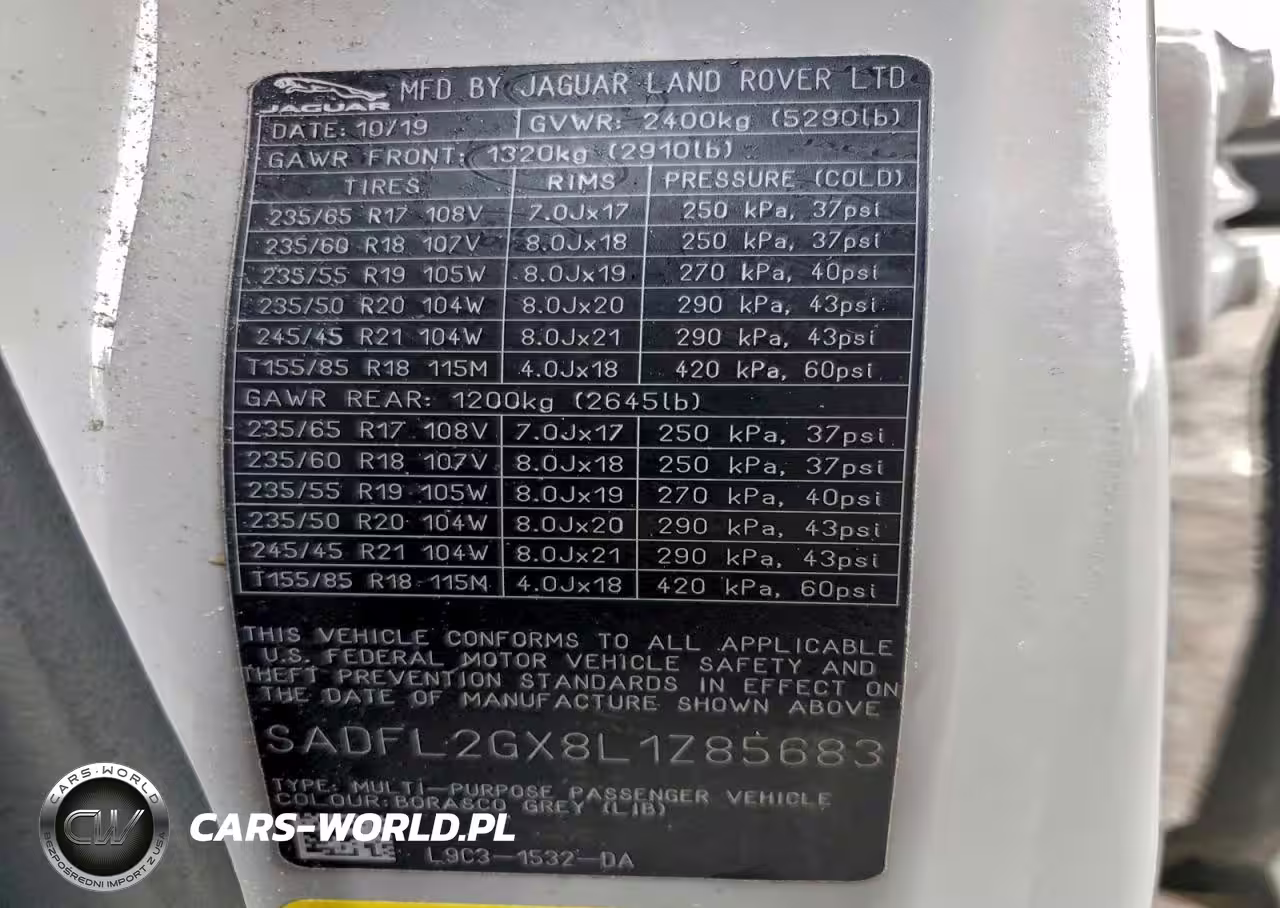 JAGUAR MFD BY JAGUAR LAND ROVER LTD
DATE: 10/19 GVWR: 2400kg (5290lb)
GAWR FRONT: 1320kg (2910lb)
TIRES RIMS PRESSURE (COLD)
235/65 R17 108V 7.0Jx17 250 kPa, 37psi
235/60 R18 107V 8.0Jx18 250 kPa, 37psi
235/55 R19 105W 8.0Jx19 270 kPa, 40psi
235/50 R20 104W 8.0Jx20 290 kPa, 43psi
245/45 R21 104W 8.0Jx21 290 kPa, 43psi
T155/85 R18 115M 4.0Jx18 420 kPa, 60psi
GAWR REAR: 1200kg (2645lb)
235/65 R17 108V 7.0Jx17 250 kPa, 37psi
235/60 R18 107V 8.0Jx18 250 kPa, 37psi
235/55 R19 105W 8.0Jx19 270 kPa, 40psi
235/50 R20 104W 8.0Jx20 290 kPa, 43psi
245/45 R21 104W 8.0Jx21 290 kPa, 43psi
T155/85 R18 115M 4.0Jx18 420 kPa, 60psi
THIS VEHICLE CONFORMS TO ALL APPLICABLE
U.S. FEDERAL MOTOR VEHICLE SAFETY AND
THEFT PREVENTION STANDARDS IN EFFECT ON
THE DATE OF MANUFACTURE SHOWN ABOVE
SADFL2GX8L1Z85683
TYPE: MULTI-PURPOSE PASSENGER VEHICLE
COLOUR: BORASCO GREY (LIB)
L9C3-1532-DA
CARS-WORLD
CW
BEZPOŚREDNI IMPORT Z USA
CARS-WORLD.PL